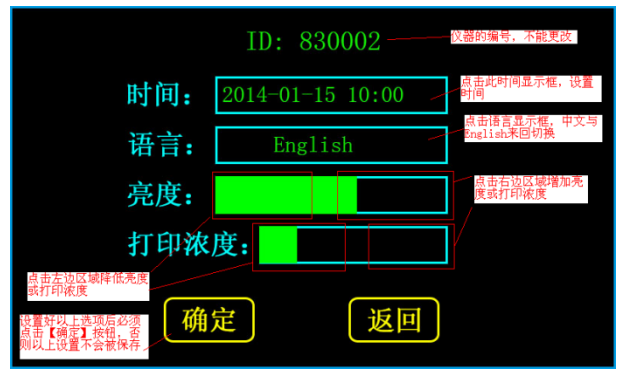 ID: 830002
仪器的编号，不能更改
时间：
2014-01-15 10:00
点击此时间显示框，设置
时间
语言：
English
点击语言显示框，中文与
English来回切换
亮度：
点击右边区域增加亮
度或打印浓度
打印浓度：
点击左边区域降低亮度
或打印浓度
设置好以上选项后必须
点击【确定】按钮，否
则以上设置不会被保存
确定
返回